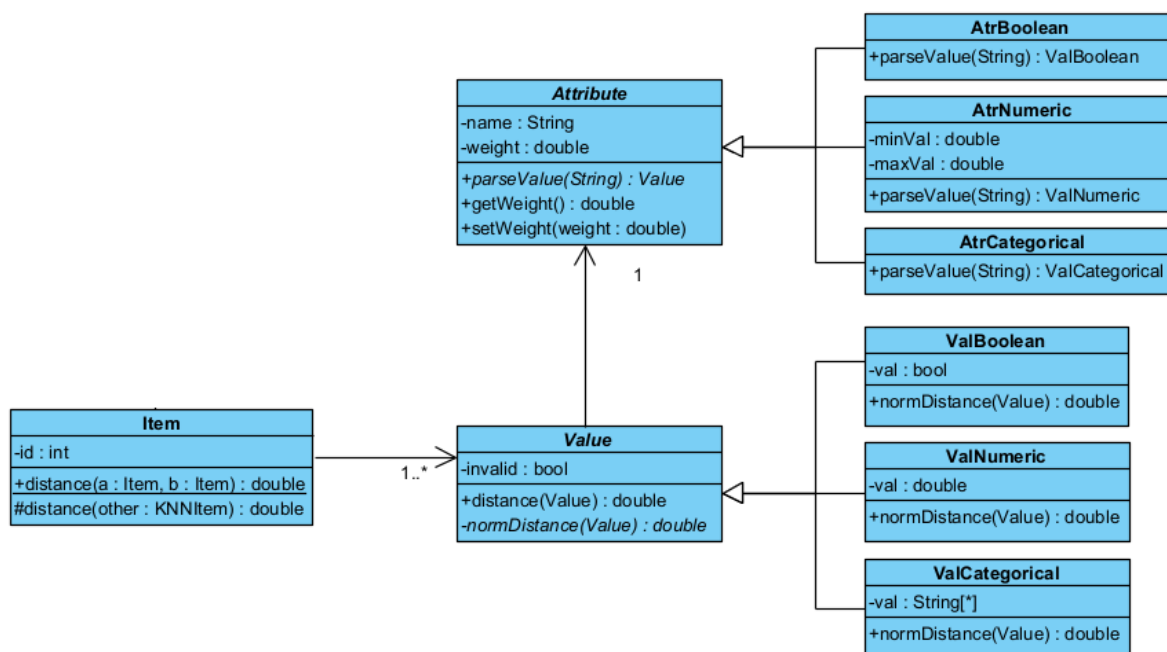 AtrBoolean
+parseValue(String) : ValBoolean
Attribute
-name : String
-weight : double
+parseValue(String) : Value
+getWeight() : double
+setWeight(weight : double)
AtrNumeric
-minVal : double
-maxVal : double
+parseValue(String) : ValNumeric
AtrCategorical
+parseValue(String) : ValCategorical
1
ValBoolean
-val : bool
+normDistance(Value) : double
Item
-id : int
+distance(a : Item, b : Item) : double
#distance(other : KNNItem) : double
1..*
Value
-invalid : bool
+distance(Value) : double
-normDistance(Value) : double
ValNumeric
-val : double
+normDistance(Value) : double
ValCategorical
-val : String[*]
+normDistance(Value) : double